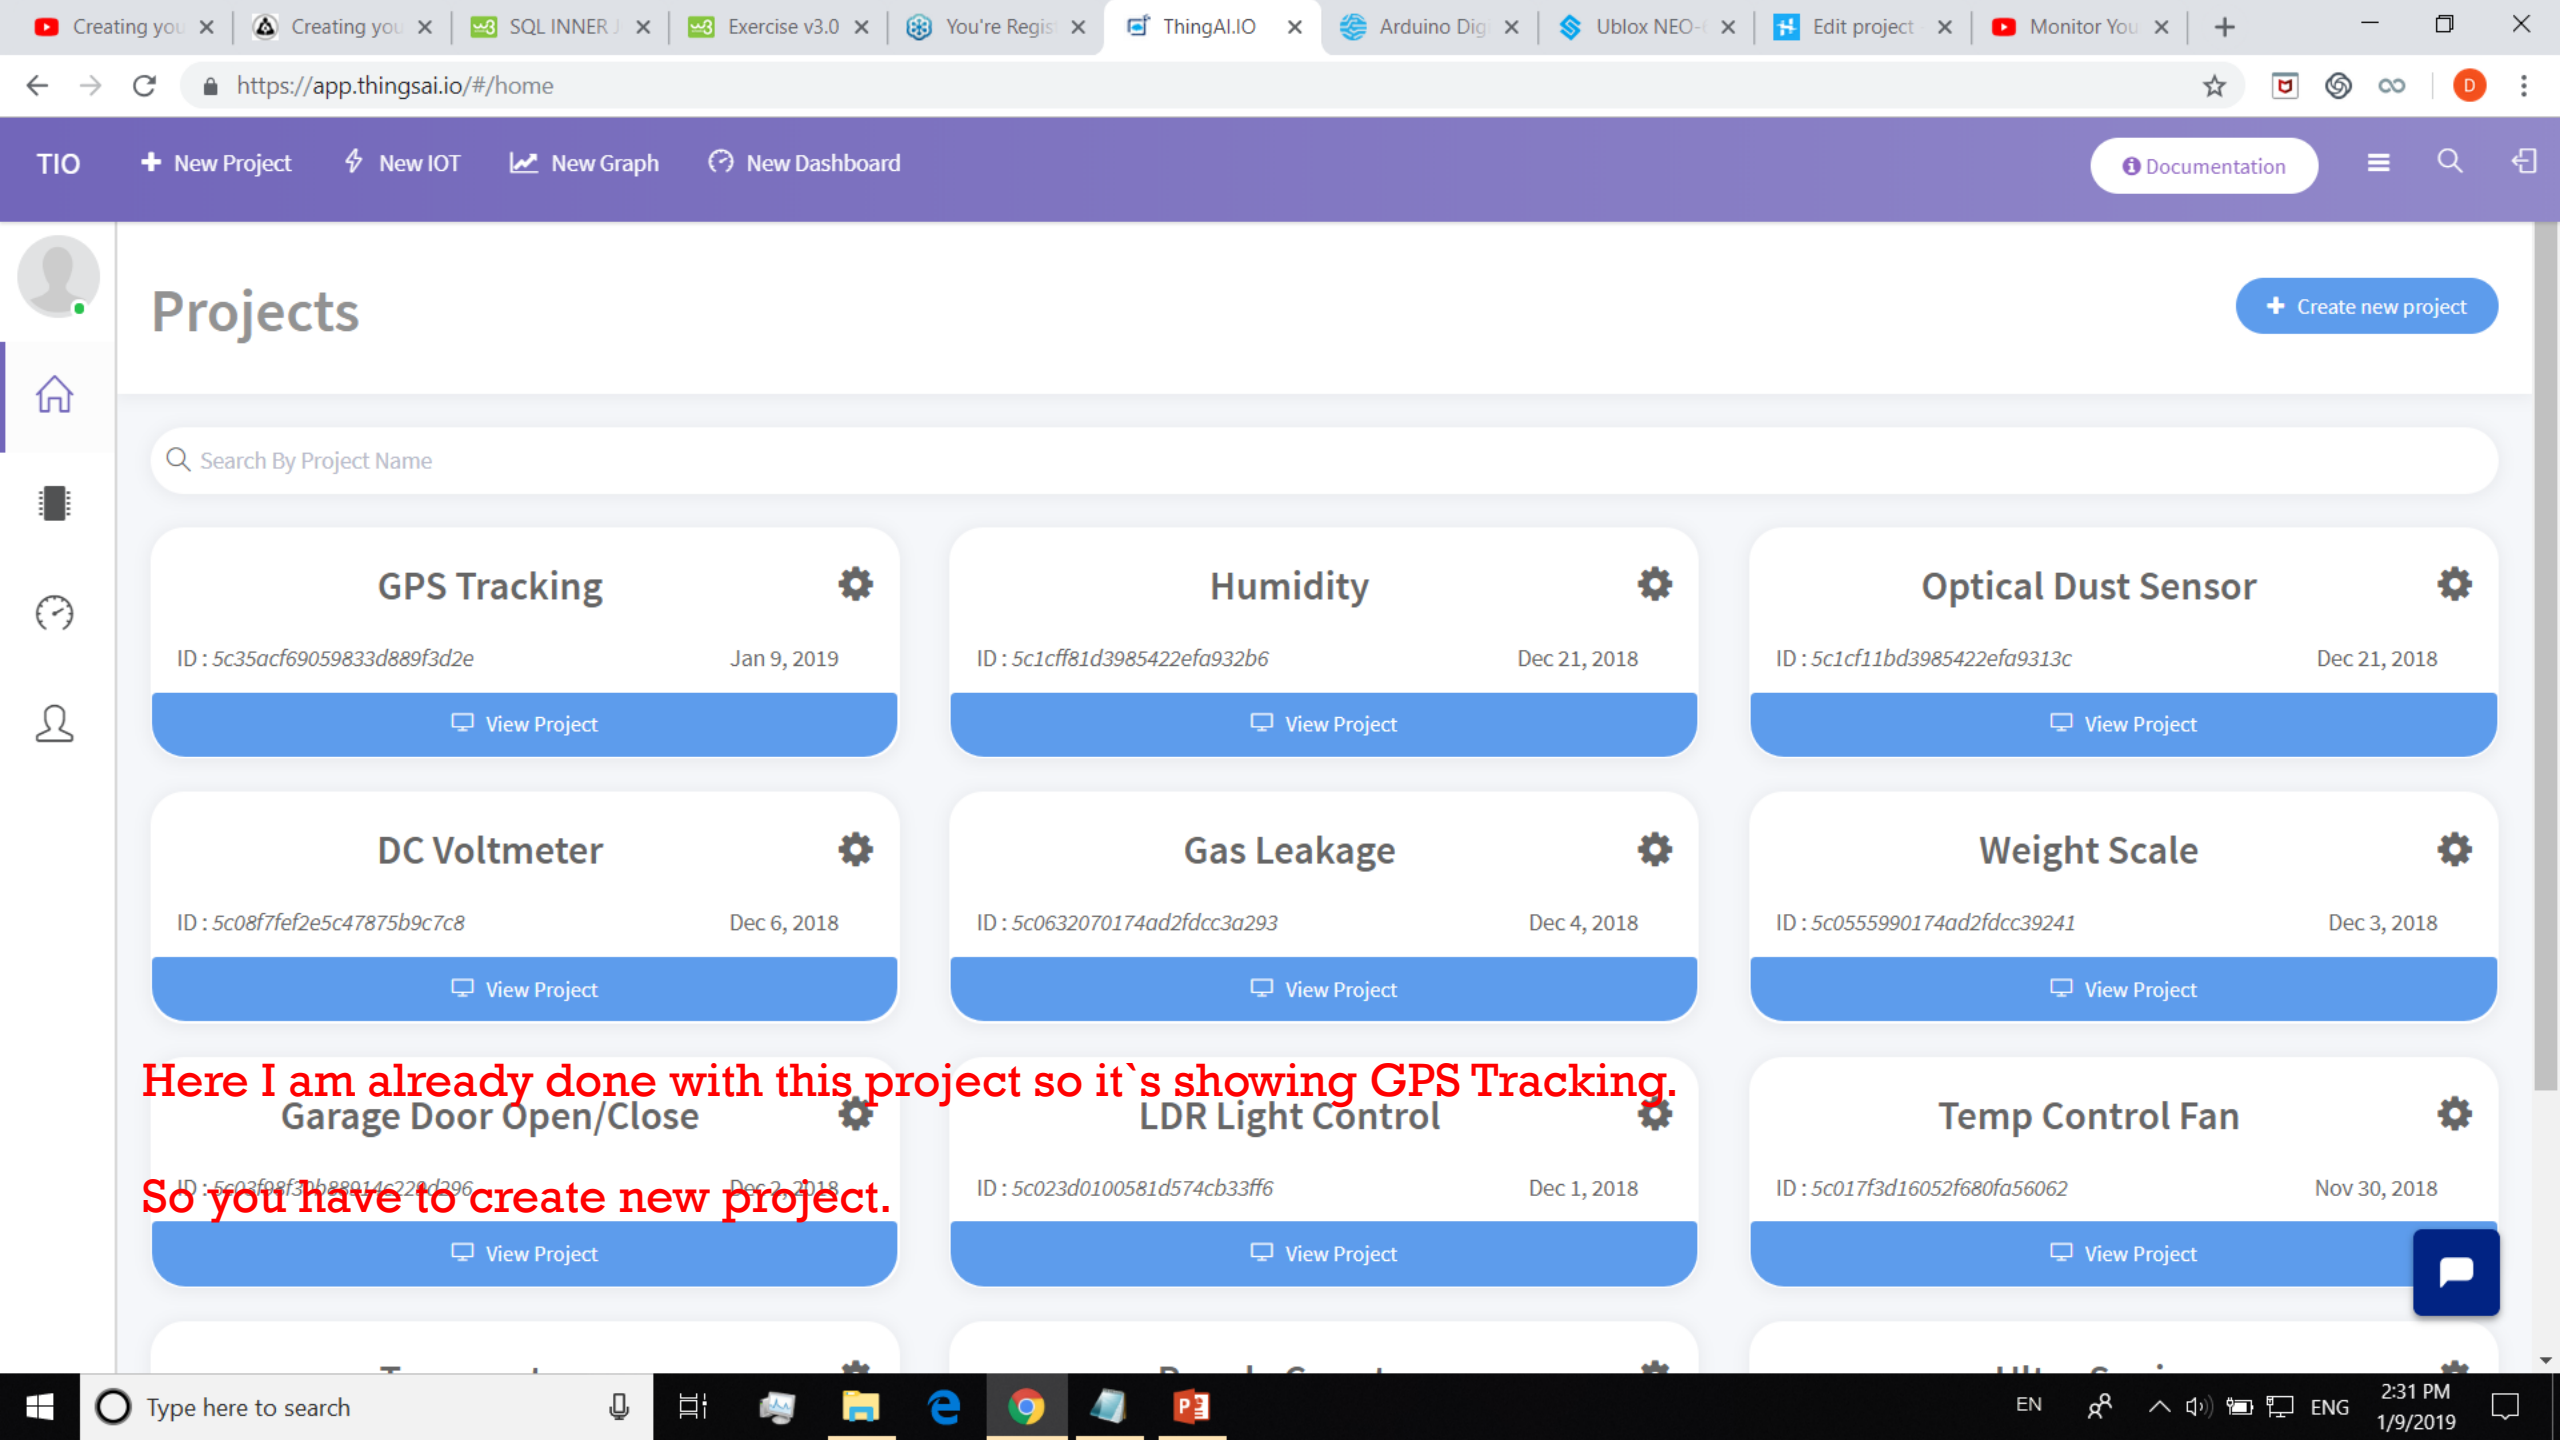 Creating you
Creating you
SQL INNER J
Exercise v3.0
You're Regis
ThingAI.IO
Arduino Dig
Ublox NEO-6
Edit project
Monitor You
https://app.thingsai.io/#/home
D
TIO
New Project
New IOT
New Graph
New Dashboard
Documentation
Projects
Create new project
Search By Project Name
GPS Tracking
ID : 5c35acf69059833d889f3d2e Jan 9, 2019
View Project
Humidity
ID : 5c1cff81d3985422efa932b6 Dec 21, 2018
View Project
Optical Dust Sensor
ID : 5c1cf11bd3985422efa9313c Dec 21, 2018
View Project
DC Voltmeter
ID : 5c08f7fef2e5c47875b9c7c8 Dec 6, 2018
View Project
Gas Leakage
ID : 5c0632070174ad2fdcc3a293 Dec 4, 2018
View Project
Weight Scale
ID : 5c0555990174ad2fdcc39241 Dec 3, 2018
View Project
Here I am already done with this project so it`s showing GPS Tracking.
So you have to create new project.
Garage Door Open/Close
ID : Dec 2, 2018
View Project
LDR Light Control
ID : 5c023d0100581d574cb33ff6 Dec 1, 2018
View Project
Temp Control Fan
ID : 5c017f3d16052f680fa56062 Nov 30, 2018
View Project
Type here to search
EN
ENG
2:31 PM
1/9/2019